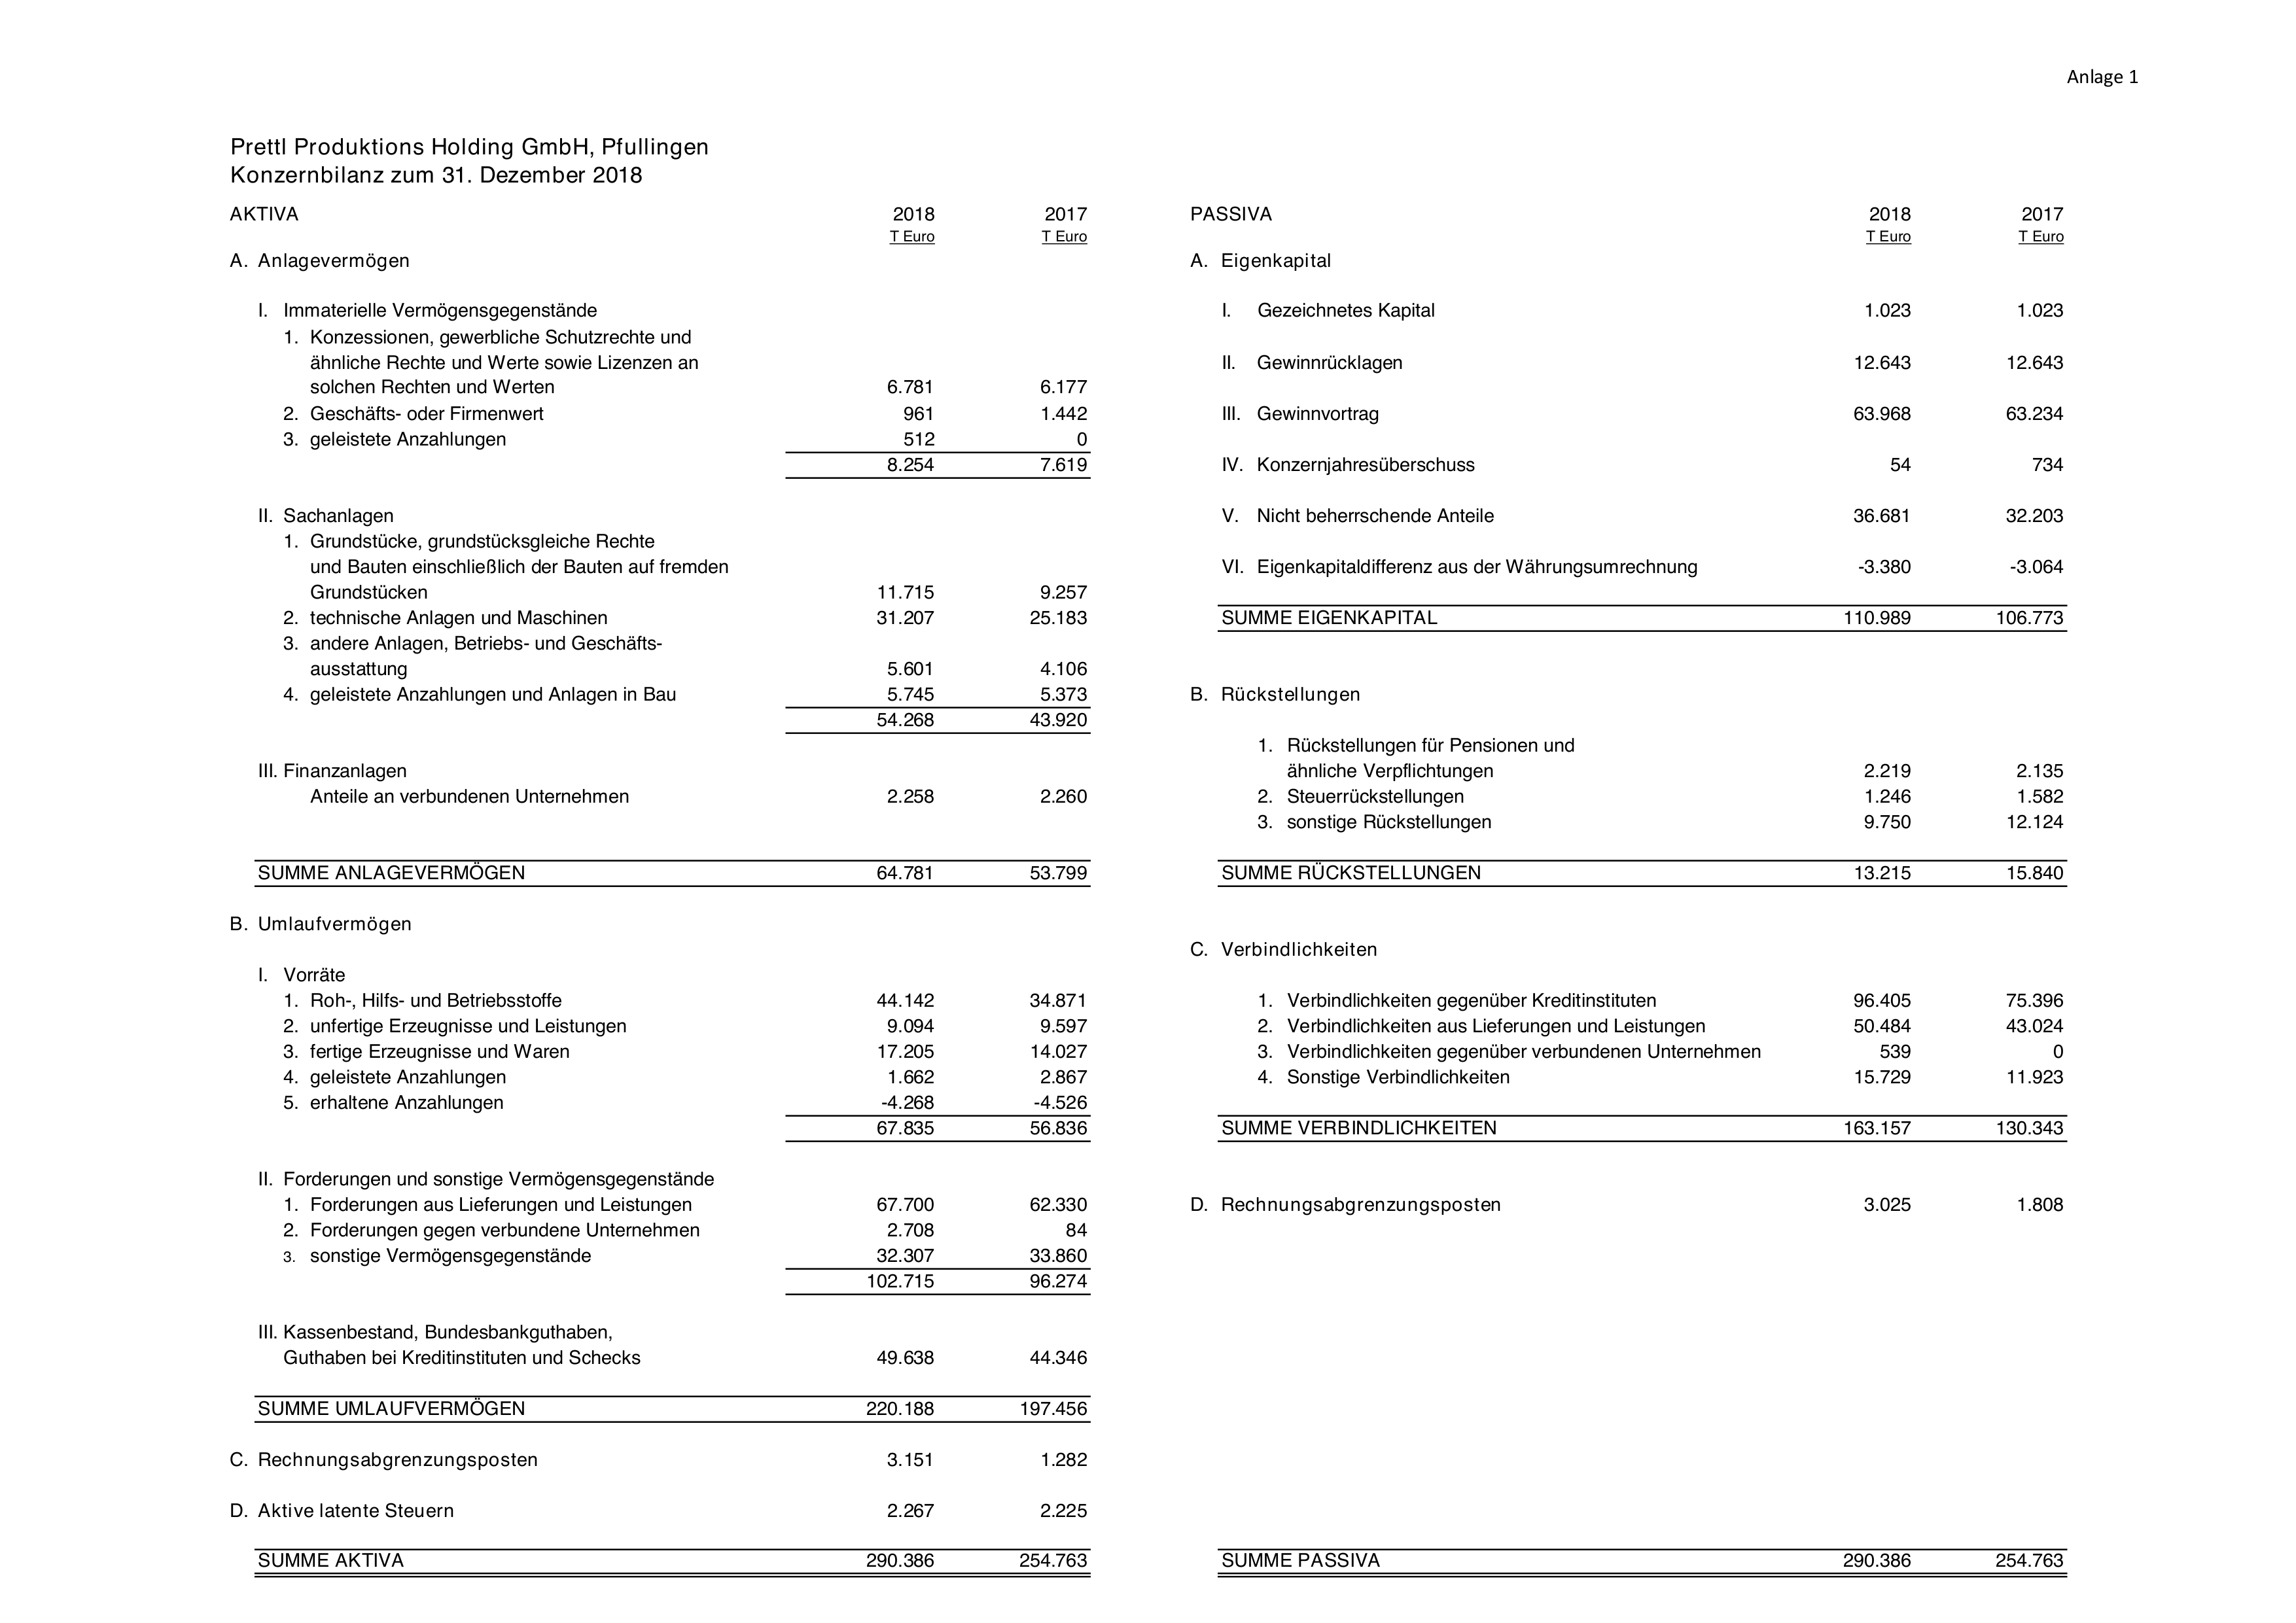 Anlage 1
Prettl Produktions Holding GmbH, Pfullingen
Konzernbilanz zum 31. Dezember 2018
AKTIVA 2018 2017
T Euro T Euro
A. Anlagevermögen
I. Immaterielle Vermögensgegenstände
1. Konzessionen, gewerbliche Schutzrechte und
ähnliche Rechte und Werte sowie Lizenzen an
solchen Rechten und Werten 6.781 6.177
2. Geschäfts- oder Firmenwert 961 1.442
3. geleistete Anzahlungen 512 0
8.254 7.619
II. Sachanlagen
1. Grundstücke, grundstücksgleiche Rechte
und Bauten einschließlich der Bauten auf fremden
Grundstücken 11.715 9.257
2. technische Anlagen und Maschinen 31.207 25.183
3. andere Anlagen, Betriebs- und Geschäfts-
ausstattung 5.601 4.106
4. geleistete Anzahlungen und Anlagen in Bau 5.745 5.373
54.268 43.920
III. Finanzanlagen
Anteile an verbundenen Unternehmen 2.258 2.260
SUMME ANLAGEVERMÖGEN 64.781 53.799
B. Umlaufvermögen
I. Vorräte
1. Roh-, Hilfs- und Betriebsstoffe 44.142 34.871
2. unfertige Erzeugnisse und Leistungen 9.094 9.597
3. fertige Erzeugnisse und Waren 17.205 14.027
4. geleistete Anzahlungen 1.662 2.867
5. erhaltene Anzahlungen -4.268 -4.526
67.835 56.836
II. Forderungen und sonstige Vermögensgegenstände
1. Forderungen aus Lieferungen und Leistungen 67.700 62.330
2. Forderungen gegen verbundene Unternehmen 2.708 84
3. sonstige Vermögensgegenstände 32.307 33.860
102.715 96.274
III. Kassenbestand, Bundesbankguthaben,
Guthaben bei Kreditinstituten und Schecks 49.638 44.346
SUMME UMLAUFVERMÖGEN 220.188 197.456
C. Rechnungsabgrenzungsposten 3.151 1.282
D. Aktive latente Steuern 2.267 2.225
SUMME AKTIVA 290.386 254.763
PASSIVA 2018 2017
T Euro T Euro
A. Eigenkapital
I. Gezeichnetes Kapital 1.023 1.023
II. Gewinnrücklagen 12.643 12.643
III. Gewinnvortrag 63.968 63.234
IV. Konzernjahresüberschuss 54 734
V. Nicht beherrschende Anteile 36.681 32.203
VI. Eigenkapitaldifferenz aus der Währungsumrechnung -3.380 -3.064
SUMME EIGENKAPITAL 110.989 106.773
B. Rückstellungen
1. Rückstellungen für Pensionen und
ähnliche Verpflichtungen 2.219 2.135
2. Steuerrückstellungen 1.246 1.582
3. sonstige Rückstellungen 9.750 12.124
SUMME RÜCKSTELLUNGEN 13.215 15.840
C. Verbindlichkeiten
1. Verbindlichkeiten gegenüber Kreditinstituten 96.405 75.396
2. Verbindlichkeiten aus Lieferungen und Leistungen 50.484 43.024
3. Verbindlichkeiten gegenüber verbundenen Unternehmen 539 0
4. Sonstige Verbindlichkeiten 15.729 11.923
SUMME VERBINDLICHKEITEN 163.157 130.343
D. Rechnungsabgrenzungsposten 3.025 1.808
SUMME PASSIVA 290.386 254.763